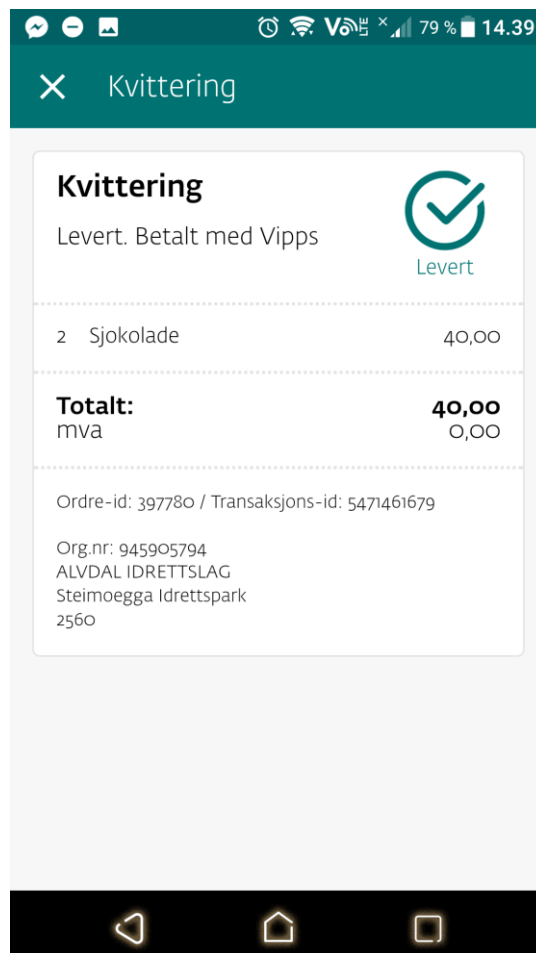 79 % 14.39
Kvittering
Kvittering
Levert. Betalt med Vipps
Levert
2 Sjokolade 40,00
Totalt: 40,00
mva 0,00
Ordre-id: 397780 / Transaksjons-id: 5471461679
Org.nr: 945905794
ALVDAL IDRETTSLAG
Steimoegga Idrettspark
2560